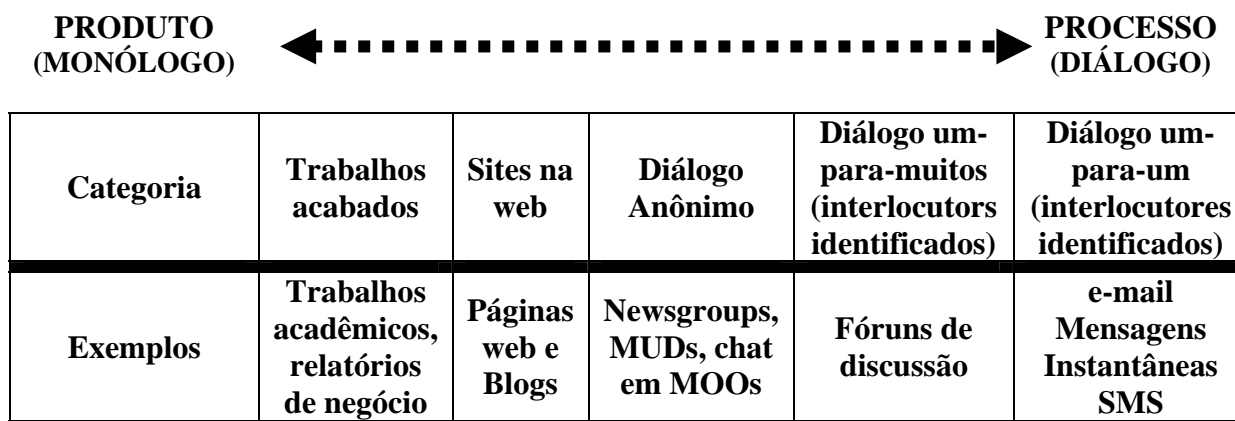 PRODUTO
(MONÓLOGO)
PROCESSO
(DIÁLOGO)
Categoria
Trabalhos
acabados
Sites na
web
Diálogo
Anônimo
Diálogo um-
para-muitos
(interlocutors
identificados)
Diálogo um-
para-um
(interlocutores
identificados)
Exemplos
Trabalhos
acadêmicos,
relatórios
de negócio
Páginas
web e
Blogs
Newsgroups,
MUDs, chat
em MOOs
Fóruns de
discussão
e-mail
Mensagens
Instantâneas
SMS